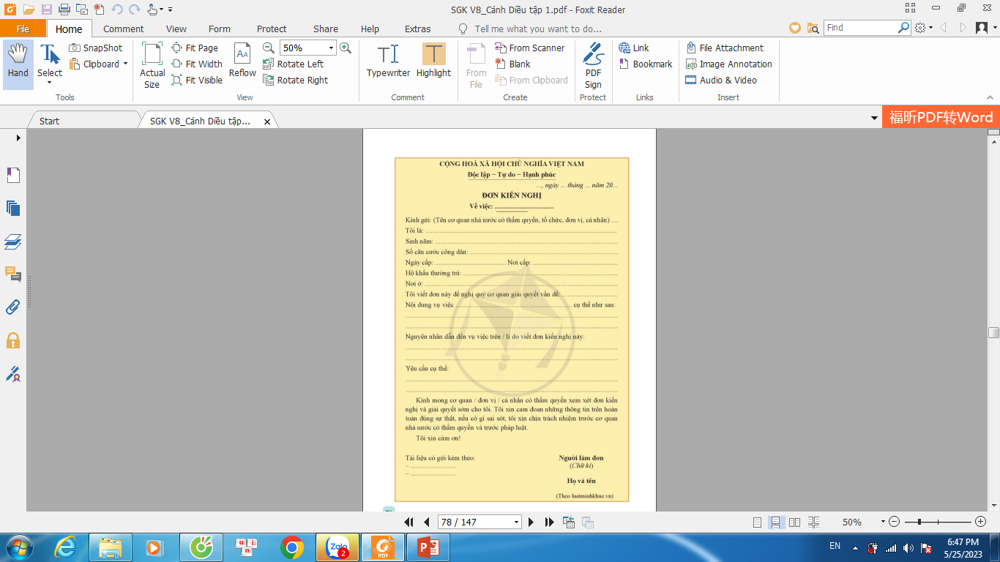 SGK V8_Cánh Diều tập 1.pdf - Foxit Reader
File Home Comment View Form Protect Share Help Extras Tell me what you want to do... Find
Hand
Select
SnapShot
Clipboard
Tools
Actual Size
Fit Page
Fit Width
Fit Visible
Reflow
50%
Rotate Left
Rotate Right
View
Typewriter
Highlight
Comment
From File
From Scanner
Blank
From Clipboard
Create
PDF Sign
Protect
Link
Bookmark
Links
File Attachment
Image Annotation
Audio & Video
Insert
Start
SGK V8_Cánh Diều tập...
福昕PDF转Word
CỘNG HOÀ XÃ HỘI CHỦ NGHĨA VIỆT NAM
Độc lập – Tự do – Hạnh phúc
..., ngày ... tháng ... năm 20...
ĐƠN KIẾN NGHỊ
Về việc: ...................................
Kính gửi: (Tên cơ quan nhà nước có thẩm quyền, tổ chức, đơn vị, cá nhân) ....
Tôi là: ...................................
Sinh năm: ...................................
Số căn cước công dân: ...................................
Ngày cấp: ................................... Nơi cấp: ...................................
Hộ khẩu thường trú: ...................................
Nơi ở: ...................................
Tôi viết đơn này đề nghị quý cơ quan giải quyết vấn đề: ...................................
Nội dung vụ việc ................................... cụ thể như sau:
...................................
...................................
Nguyên nhân dẫn đến vụ việc trên / lí do viết đơn kiến nghị này:
...................................
...................................
Yêu cầu cụ thể:
...................................
...................................
Kính mong cơ quan / đơn vị / cá nhân có thẩm quyền xem xét đơn kiến
nghị và giải quyết sớm cho tôi. Tôi xin cam đoan những thông tin trên hoàn
toàn đúng sự thật, nếu có gì sai sót, tôi xin chịu trách nhiệm trước cơ quan
nhà nước có thẩm quyền và trước pháp luật.
Tôi xin cảm ơn!
Tài liệu có gửi kèm theo:
– ...........................
– ...........................
Người làm đơn
(Chữ kí)
Họ và tên
(Theo luatminhkhue.vn)
78 / 147
50%
Zalo
2
PDF
EN
6:47 PM
5/25/2023